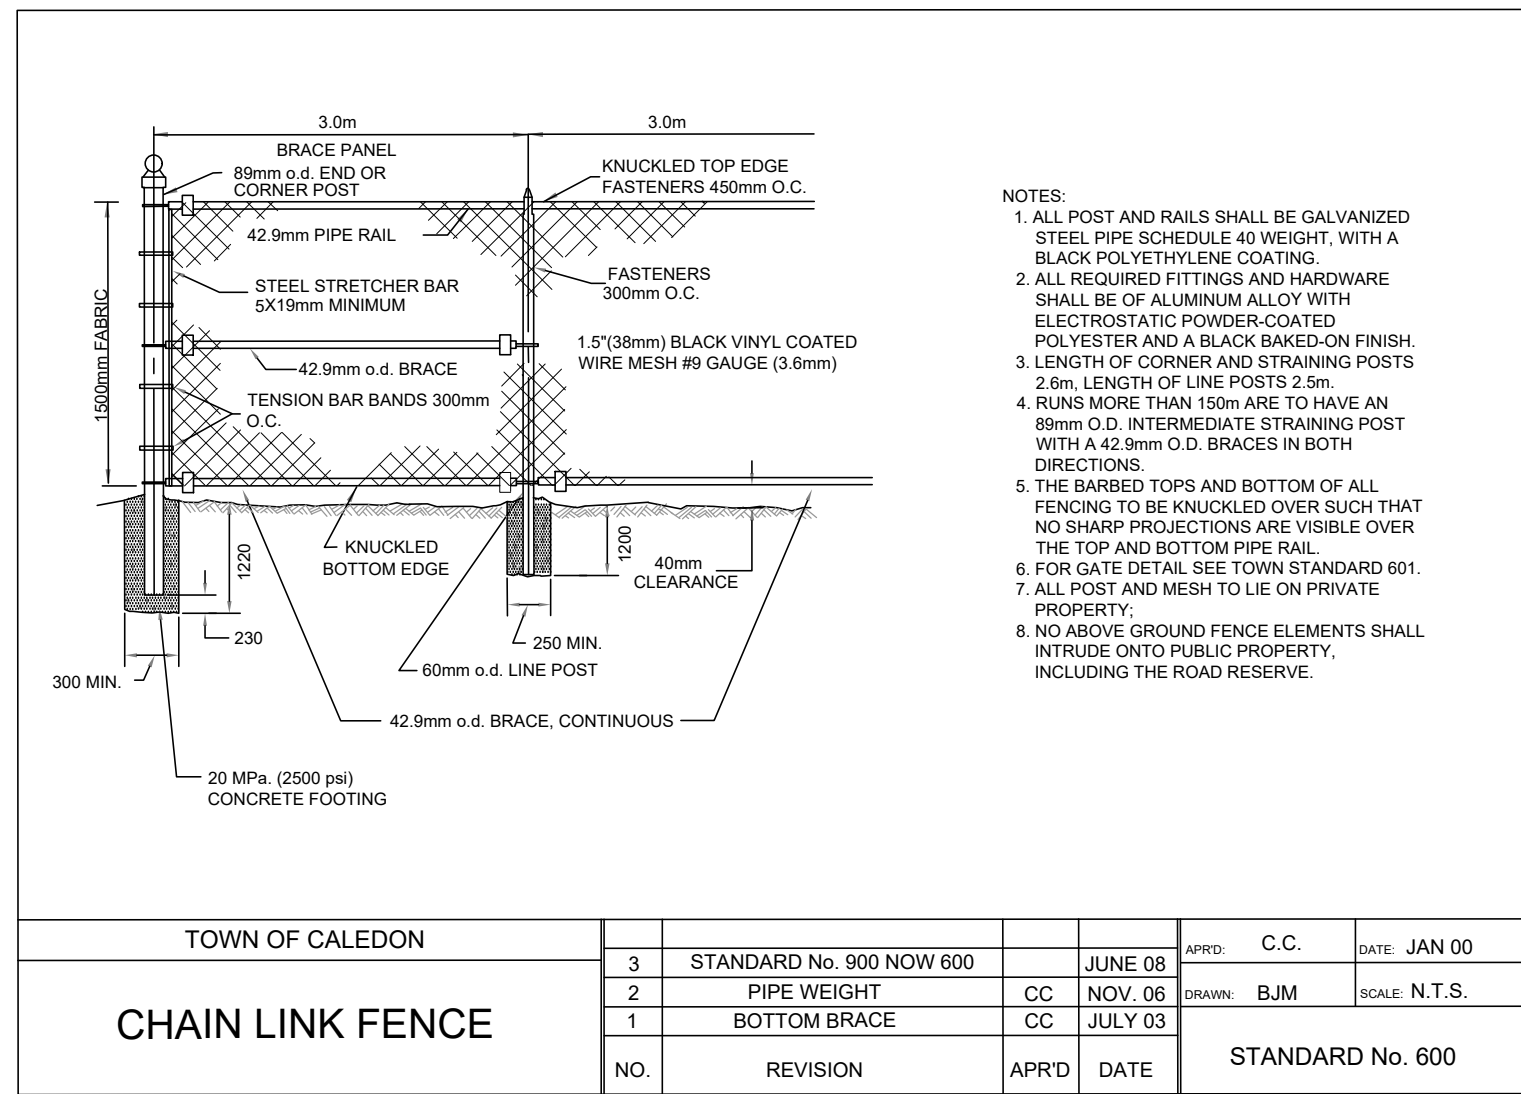 3.0m
3.0m
BRACE PANEL
89mm o.d. END OR
CORNER POST
KNUCKLED TOP EDGE
FASTENERS 450mm O.C.
42.9mm PIPE RAIL
STEEL STRETCHER BAR
5X19mm MINIMUM
FASTENERS
300mm O.C.
1500mm FABRIC
1.5"(38mm) BLACK VINYL COATED
WIRE MESH #9 GAUGE (3.6mm)
42.9mm o.d. BRACE
TENSION BAR BANDS 300mm
O.C.
KNUCKLED
BOTTOM EDGE
1220
1200
40mm
CLEARANCE
230
250 MIN.
60mm o.d. LINE POST
300 MIN.
42.9mm o.d. BRACE, CONTINUOUS
20 MPa. (2500 psi)
CONCRETE FOOTING
NOTES:
1. ALL POST AND RAILS SHALL BE GALVANIZED
STEEL PIPE SCHEDULE 40 WEIGHT, WITH A
BLACK POLYETHYLENE COATING.
2. ALL REQUIRED FITTINGS AND HARDWARE
SHALL BE OF ALUMINUM ALLOY WITH
ELECTROSTATIC POWDER-COATED
POLYESTER AND A BLACK BAKED-ON FINISH.
3. LENGTH OF CORNER AND STRAINING POSTS
2.6m, LENGTH OF LINE POSTS 2.5m.
4. RUNS MORE THAN 150m ARE TO HAVE AN
89mm O.D. INTERMEDIATE STRAINING POST
WITH A 42.9mm O.D. BRACES IN BOTH
DIRECTIONS.
5. THE BARBED TOPS AND BOTTOM OF ALL
FENCING TO BE KNUCKLED OVER SUCH THAT
NO SHARP PROJECTIONS ARE VISIBLE OVER
THE TOP AND BOTTOM PIPE RAIL.
6. FOR GATE DETAIL SEE TOWN STANDARD 601.
7. ALL POST AND MESH TO LIE ON PRIVATE
PROPERTY;
8. NO ABOVE GROUND FENCE ELEMENTS SHALL
INTRUDE ONTO PUBLIC PROPERTY,
INCLUDING THE ROAD RESERVE.
TOWN OF CALEDON
CHAIN LINK FENCE
3 STANDARD No. 900 NOW 600 JUNE 08
2 PIPE WEIGHT CC NOV. 06
1 BOTTOM BRACE CC JULY 03
NO. REVISION APR'D DATE
APR'D: C.C. DATE: JAN 00
DRAWN: BJM SCALE: N.T.S.
STANDARD No. 600